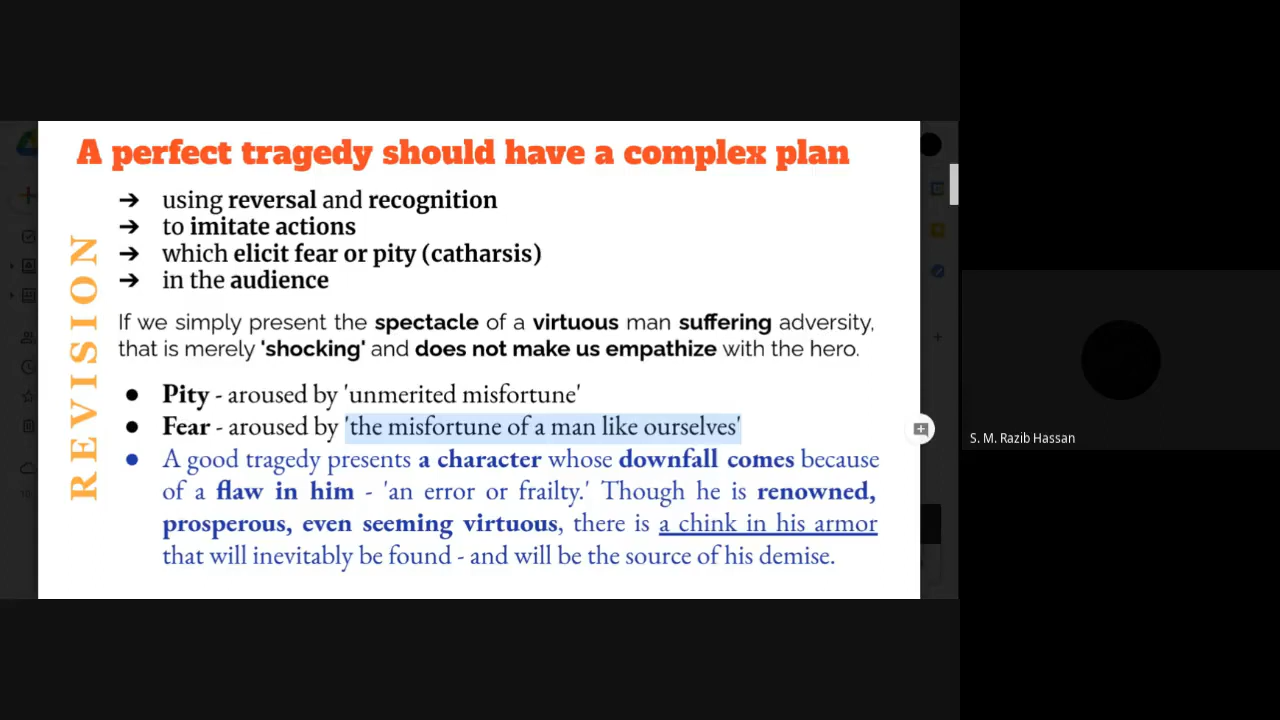 A perfect tragedy should have a complex plan
➔ using reversal and recognition
➔ to imitate actions
➔ which elicit fear or pity (catharsis)
➔ in the audience
REVISION
If we simply present the spectacle of a virtuous man suffering adversity,
that is merely 'shocking' and does not make us empathize with the hero.
● Pity - aroused by 'unmerited misfortune'
● Fear - aroused by 'the misfortune of a man like ourselves'
● A good tragedy presents a character whose downfall comes because
of a flaw in him - 'an error or frailty.' Though he is renowned,
prosperous, even seeming virtuous, there is a chink in his armor
that will inevitably be found - and will be the source of his demise.
S. M. Razib Hassan